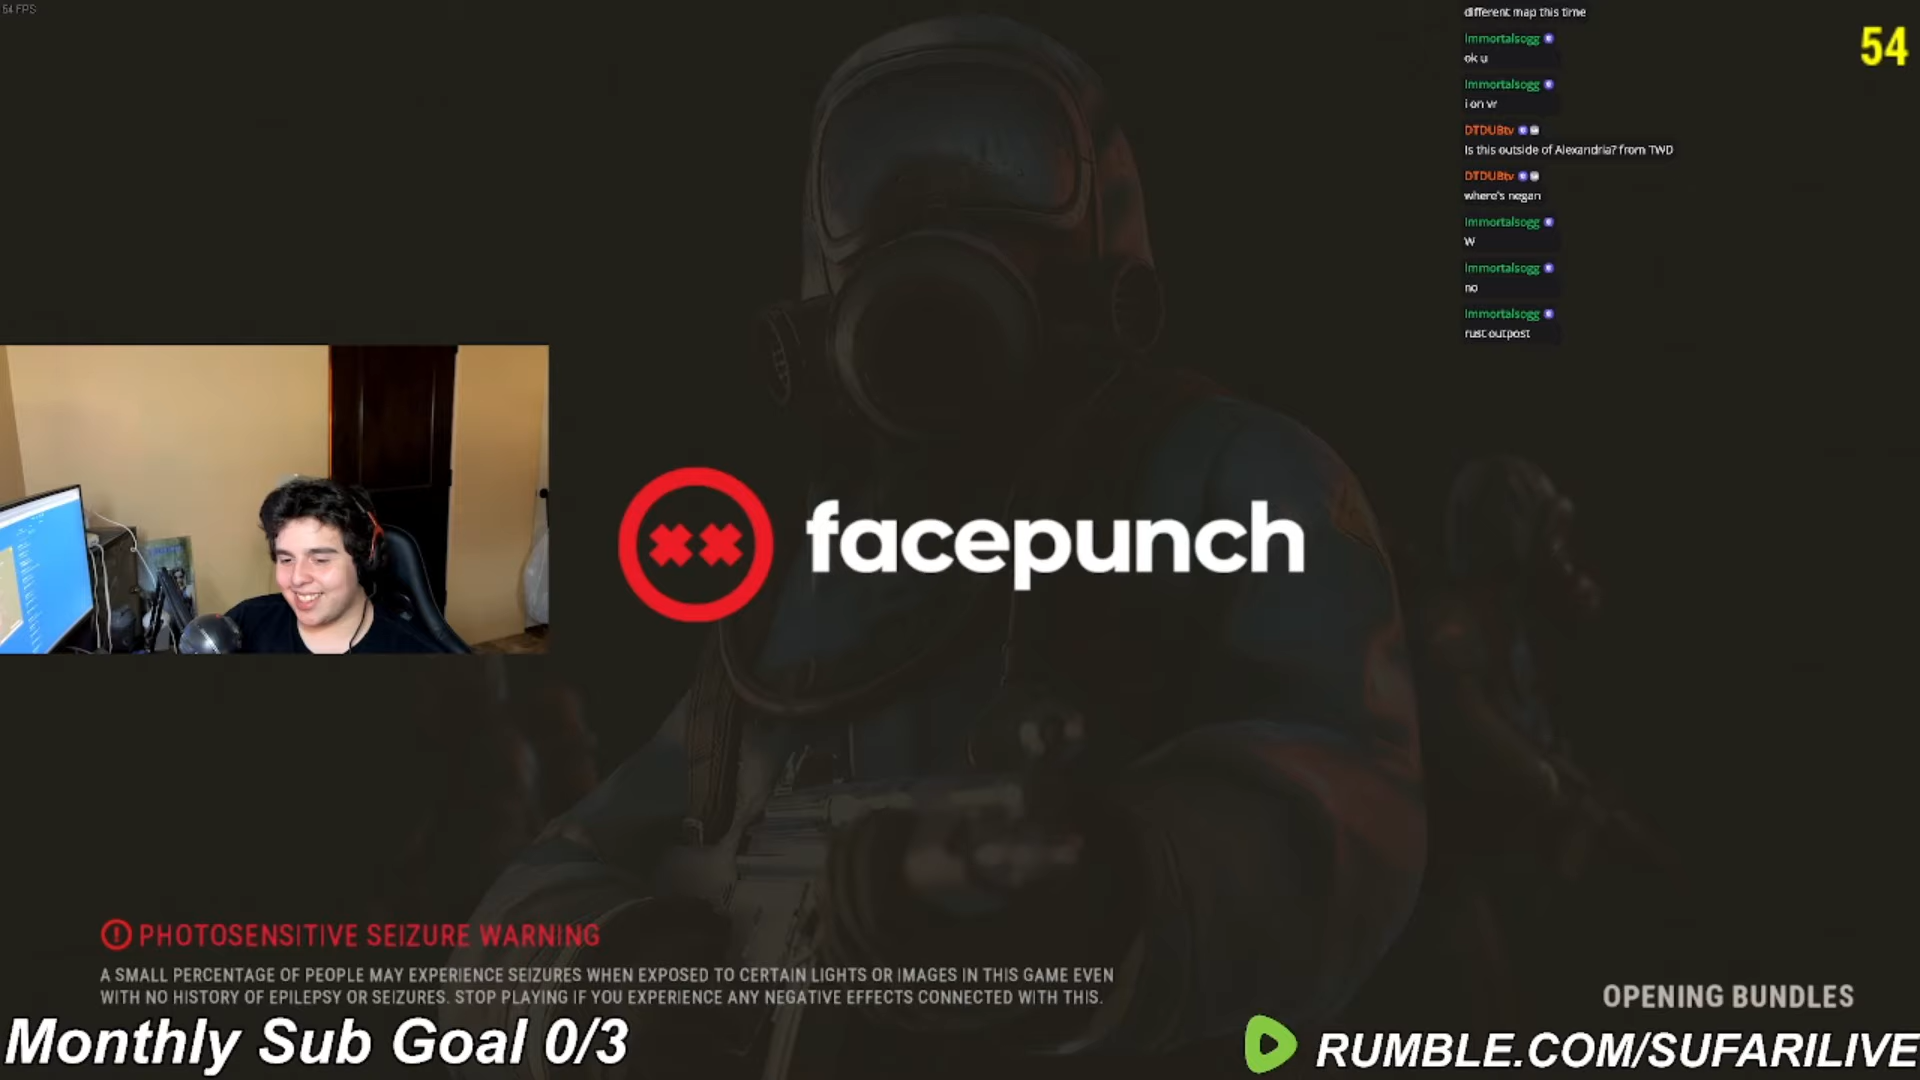 54 FPS
different map this time
54
Immortalsogg
ok u
Immortalsogg
i on vr
DTDUBtv
Is this outside of Alexandria? from TWD
DTDUBtv
where's negan
Immortalsogg
W
Immortalsogg
no
Immortalsogg
rust outpost
facepunch
PHOTOSENSITIVE SEIZURE WARNING
A SMALL PERCENTAGE OF PEOPLE MAY EXPERIENCE SEIZURES WHEN EXPOSED TO CERTAIN LIGHTS OR IMAGES IN THIS GAME EVEN
WITH NO HISTORY OF EPILEPSY OR SEIZURES. STOP PLAYING IF YOU EXPERIENCE ANY NEGATIVE EFFECTS CONNECTED WITH THIS.
OPENING BUNDLES
Monthly Sub Goal 0/3
RUMBLE.COM/SUFARILIVE